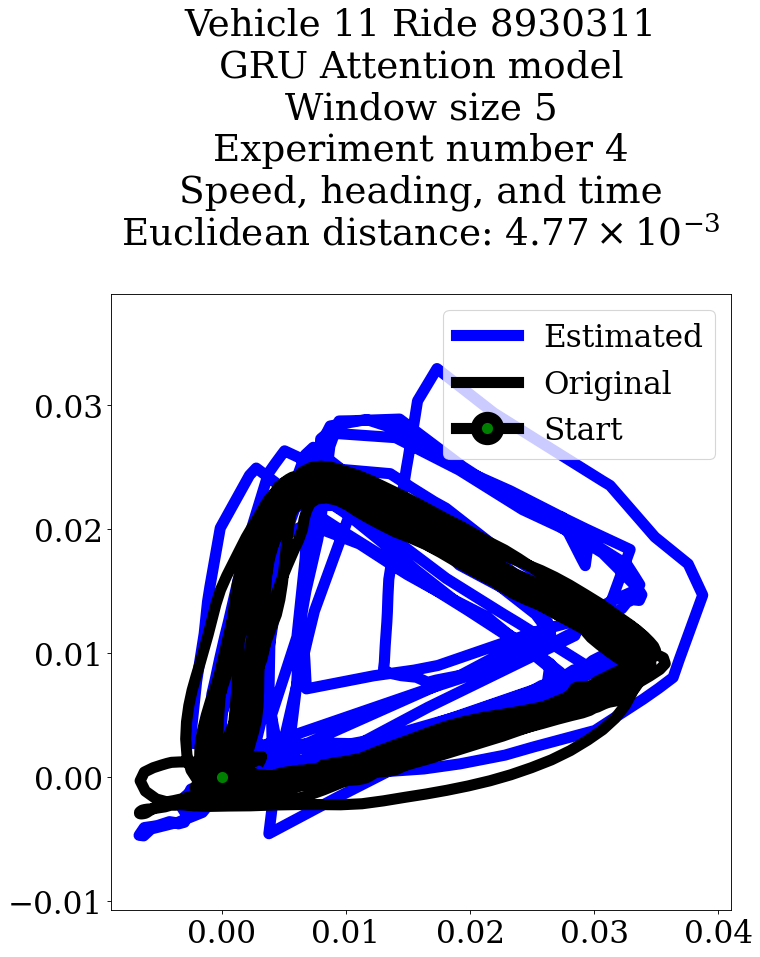 Vehicle 11 Ride 8930311
GRU Attention model
Window size 5
Experiment number 4
Speed, heading, and time
Euclidean distance: 4.77 × 10⁻³
Estimated
Original
Start
0.03
0.02
0.01
0.00
−0.01
0.00 0.01 0.02 0.03 0.04